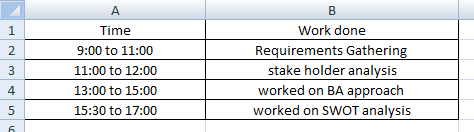 A B
1 Time Work done
2 9:00 to 11:00 Requirements Gathering
3 11:00 to 12:00 stake holder analysis
4 13:00 to 15:00 worked on BA approach
5 15:30 to 17:00 worked on SWOT analysis
6